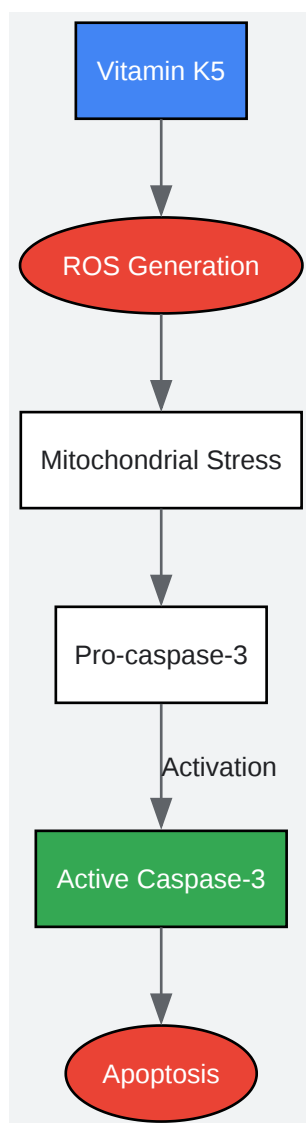 Vitamin K5
ROS Generation
Mitochondrial Stress
Pro-caspase-3
Activation
Active Caspase-3
Apoptosis